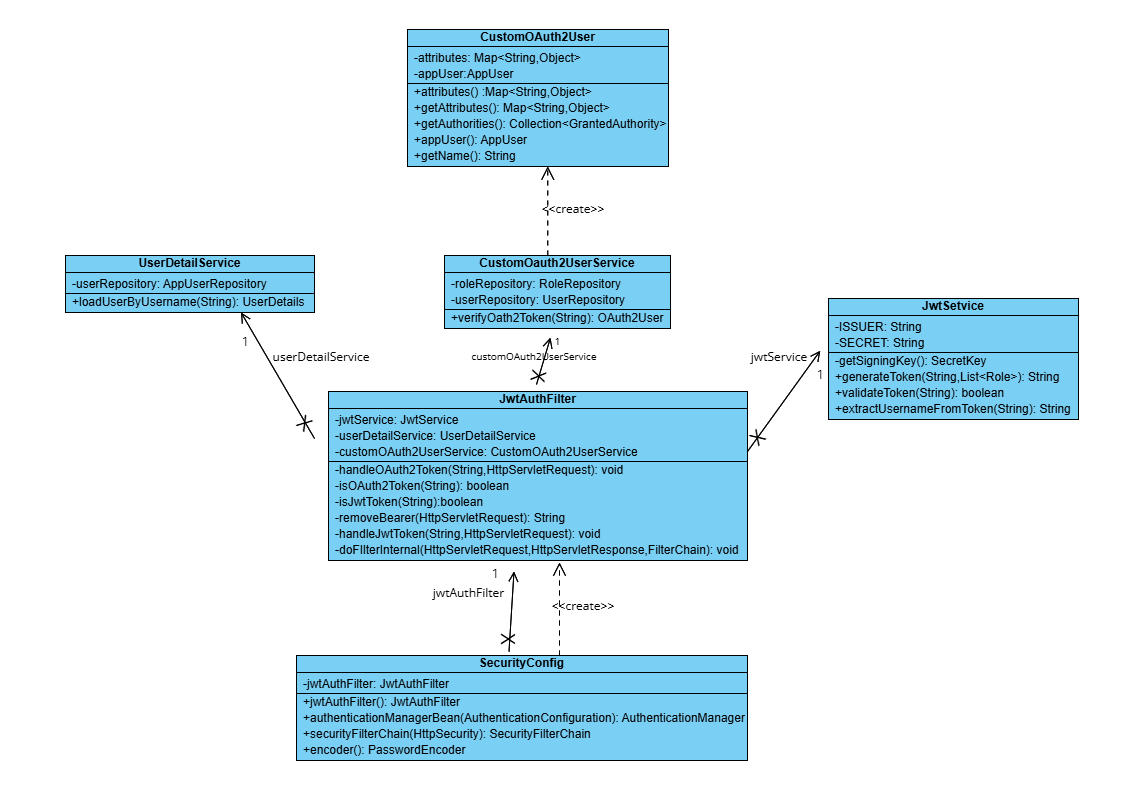 CustomOAuth2User
-attributes: Map<String,Object>
-appUser:AppUser
+attributes() :Map<String,Object>
+getAttributes(): Map<String,Object>
+getAuthorities(): Collection<GrantedAuthority>
+appUser(): AppUser
+getName(): String
<<create>>
UserDetailService
-userRepository: AppUserRepository
+loadUserByUsername(String): UserDetails
CustomOauth2UserService
-roleRepository: RoleRepository
-userRepository: UserRepository
+verifyOath2Token(String): OAuth2User
JwtSetvice
-ISSUER: String
-SECRET: String
-getSigningKey(): SecretKey
+generateToken(String,List<Role>): String
+validateToken(String): boolean
+extractUsernameFromToken(String): String
1
userDetailService
1
customOAuth2UserService
jwtService
1
JwtAuthFilter
-jwtService: JwtService
-userDetailService: UserDetailService
-customOAuth2UserService: CustomOAuth2UserService
-handleOAuth2Token(String,HttpServletRequest): void
-isOAuth2Token(String): boolean
-isJwtToken(String):boolean
-removeBearer(HttpServletRequest): String
-handleJwtToken(String,HttpServletRequest): void
-doFIlterInternal(HttpServletRequest,HttpServletResponse,FilterChain): void
1
jwtAuthFilter
<<create>>
SecurityConfig
-jwtAuthFilter: JwtAuthFilter
+jwtAuthFilter(): JwtAuthFilter
+authenticationManagerBean(AuthenticationConfiguration): AuthenticationManager
+securityFilterChain(HttpSecurity): SecurityFilterChain
+encoder(): PasswordEncoder